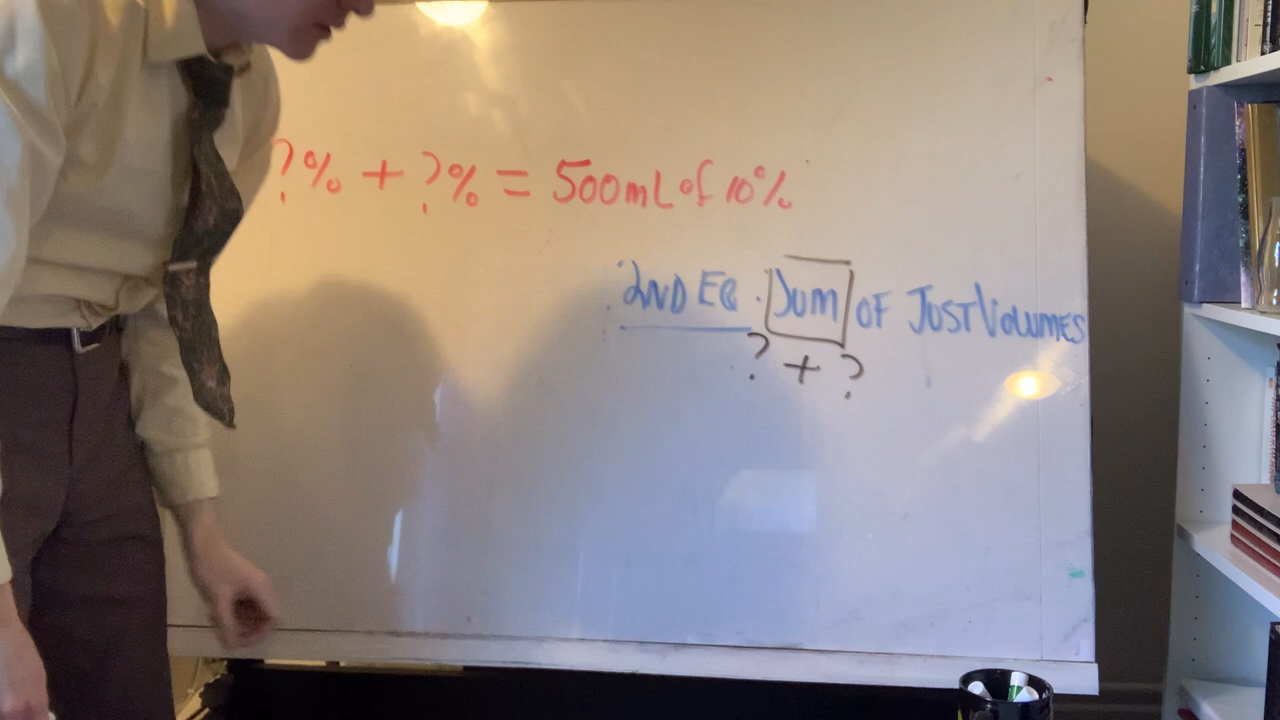 ?% + ?% = 500mL of 10%
2ND EQ. SUM OF JUST VOLUMES
? + ?